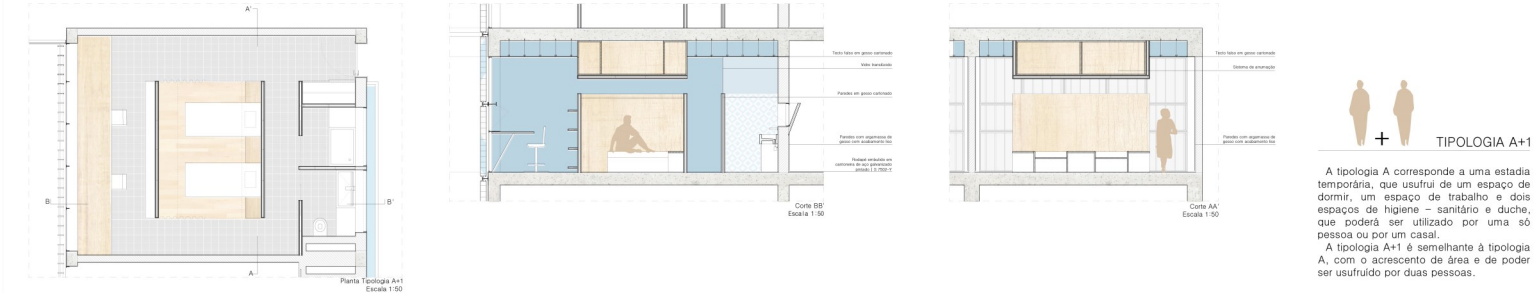 A'
B
B'
A
Planta Tipologia A+1
Escala 1:50
Tecto falso em gesso cartonado
Vidro translúcido
Paredes em gesso cartonado
Paredes com argamassa de
gesso com acabamento liso
Rodapé embutido em
cantoneira de aço galvanizado
Corte BB'
Escala 1:50
Tecto falso em gesso cartonado
Sistema de arrumação
Paredes com argamassa de
gesso com acabamento liso
Corte AA'
Escala 1:50
+
TIPOLOGIA A+1
A tipologia A corresponde a uma estadia
temporária, que usufrui de um espaço de
dormir, um espaço de trabalho e dois
espaços de higiene – sanitário e duche,
que poderá ser utilizado por uma só
pessoa ou por um casal.
A tipologia A+1 é semelhante à tipologia
A, com o acrescento de área e de poder
ser usufruído por duas pessoas.